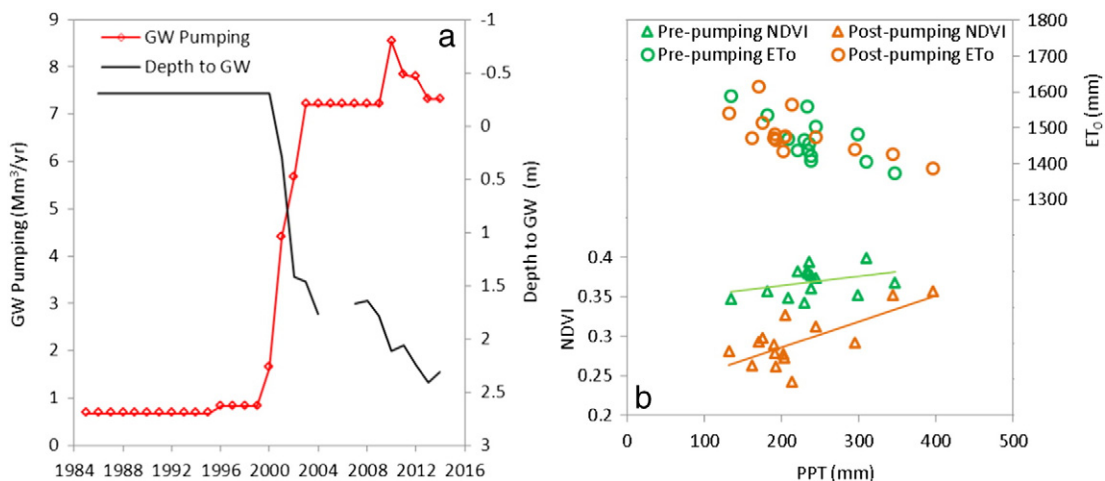 a
GW Pumping
Depth to GW
GW Pumping (Mm³/yr)
9
8
7
6
5
4
3
2
1
0
-1
-0.5
0
0.5
1
1.5
2
2.5
3
Depth to GW (m)
1984 1988 1992 1996 2000 2004 2008 2012 2016
Pre-pumping NDVI
Post-pumping NDVI
Pre-pumping ETo
Post-pumping ETo
1800
1700
1600
1500
1400
1300
ET₀ (mm)
0.4
0.35
0.3
0.25
0.2
NDVI
b
0 100 200 300 400 500
PPT (mm)